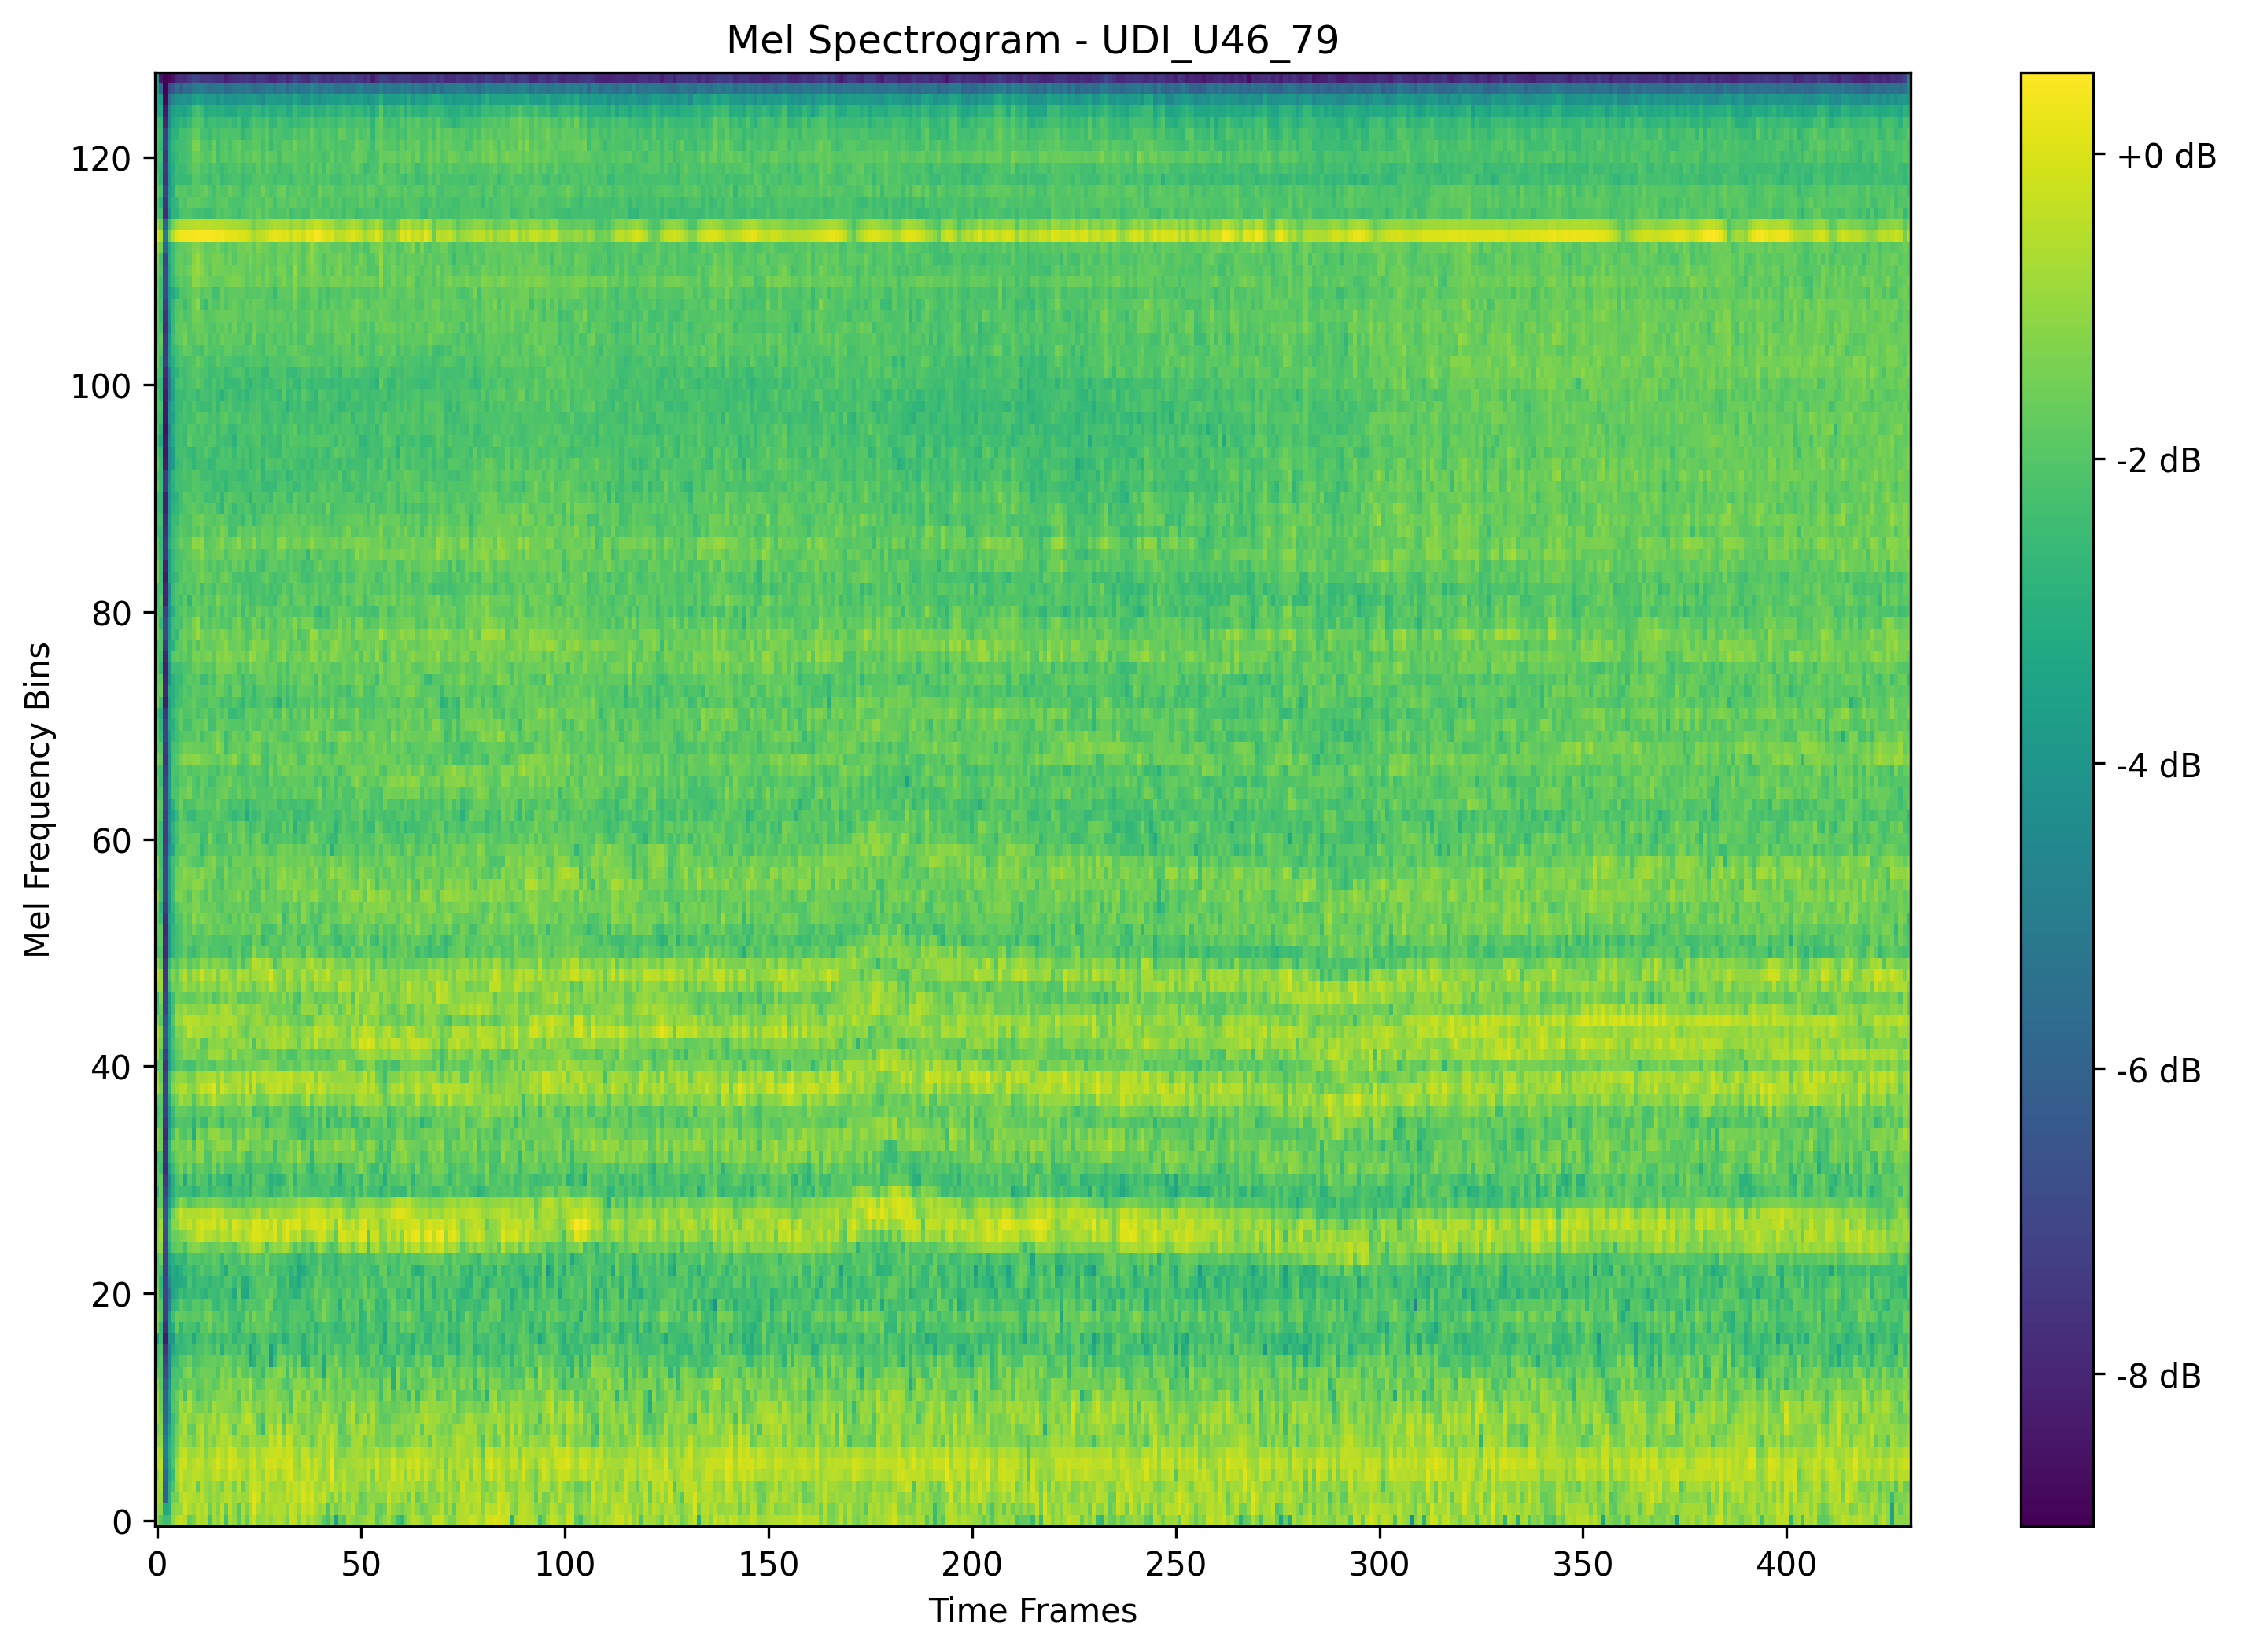 Mel Spectrogram - UDI_U46_79
Mel Frequency Bins
120
100
80
60
40
20
0
0 50 100 150 200 250 300 350 400
Time Frames
+0 dB
-2 dB
-4 dB
-6 dB
-8 dB